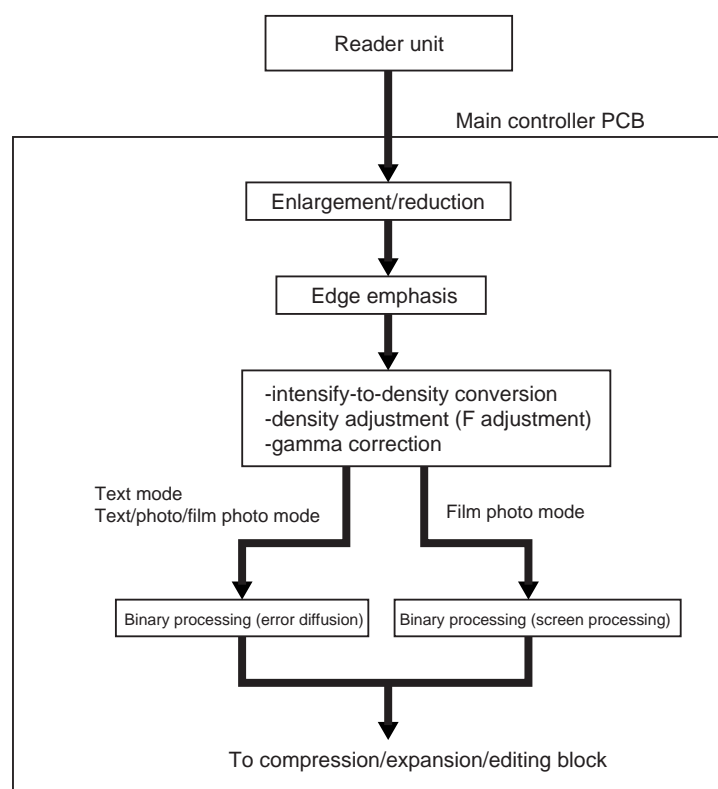 Reader unit
Main controller PCB
Enlargement/reduction
Edge emphasis
-intensify-to-density conversion
-density adjustment (F adjustment)
-gamma correction
Text mode
Text/photo/film photo mode
Film photo mode
Binary processing (error diffusion)
Binary processing (screen processing)
To compression/expansion/editing block